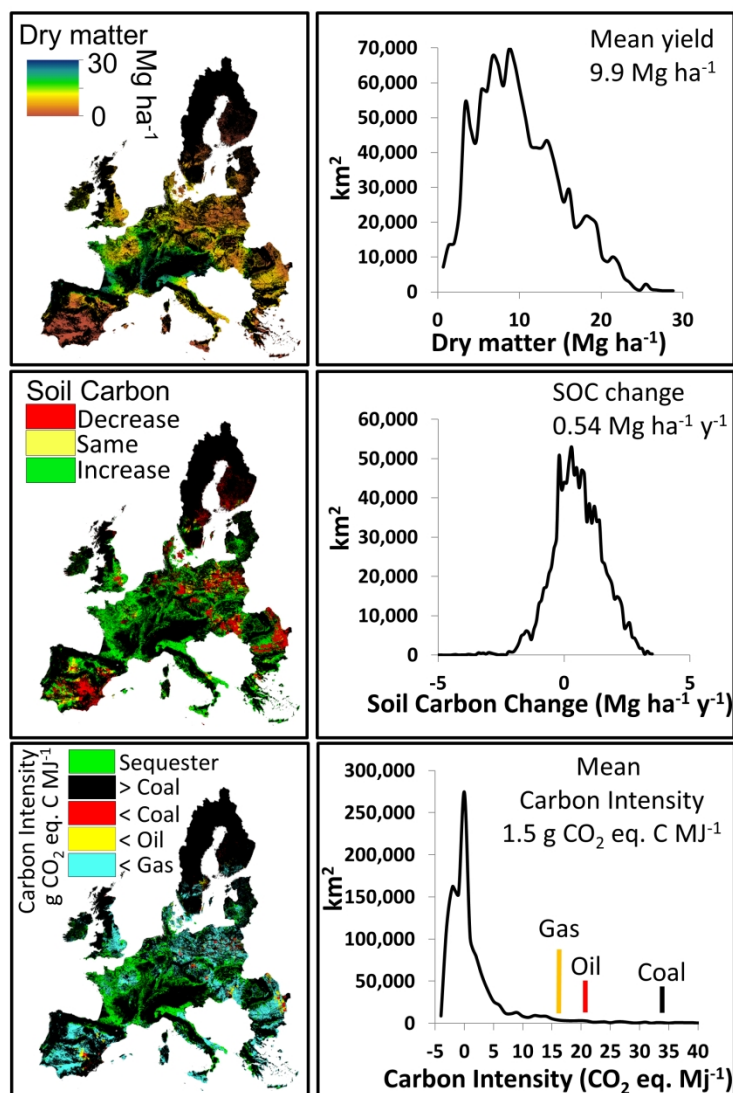 Dry matter
30
0
Mg ha⁻¹
70,000
60,000
50,000
40,000
30,000
20,000
10,000
0
km²
Mean yield
9.9 Mg ha⁻¹
0 10 20 30
Dry matter (Mg ha⁻¹)
Soil Carbon
Decrease
Same
Increase
60,000
50,000
40,000
30,000
20,000
10,000
0
km²
SOC change
0.54 Mg ha⁻¹ y⁻¹
-5 0 5
Soil Carbon Change (Mg ha⁻¹ y⁻¹)
Carbon Intensity
g CO₂ eq. C MJ⁻¹
Sequester
> Coal
< Coal
< Oil
< Gas
300,000
250,000
200,000
150,000
100,000
50,000
0
km²
Mean
Carbon Intensity
1.5 g CO₂ eq. C MJ⁻¹
Gas
Oil
Coal
-5 0 5 10 15 20 25 30 35 40
Carbon Intensity (CO₂ eq. Mj⁻¹)